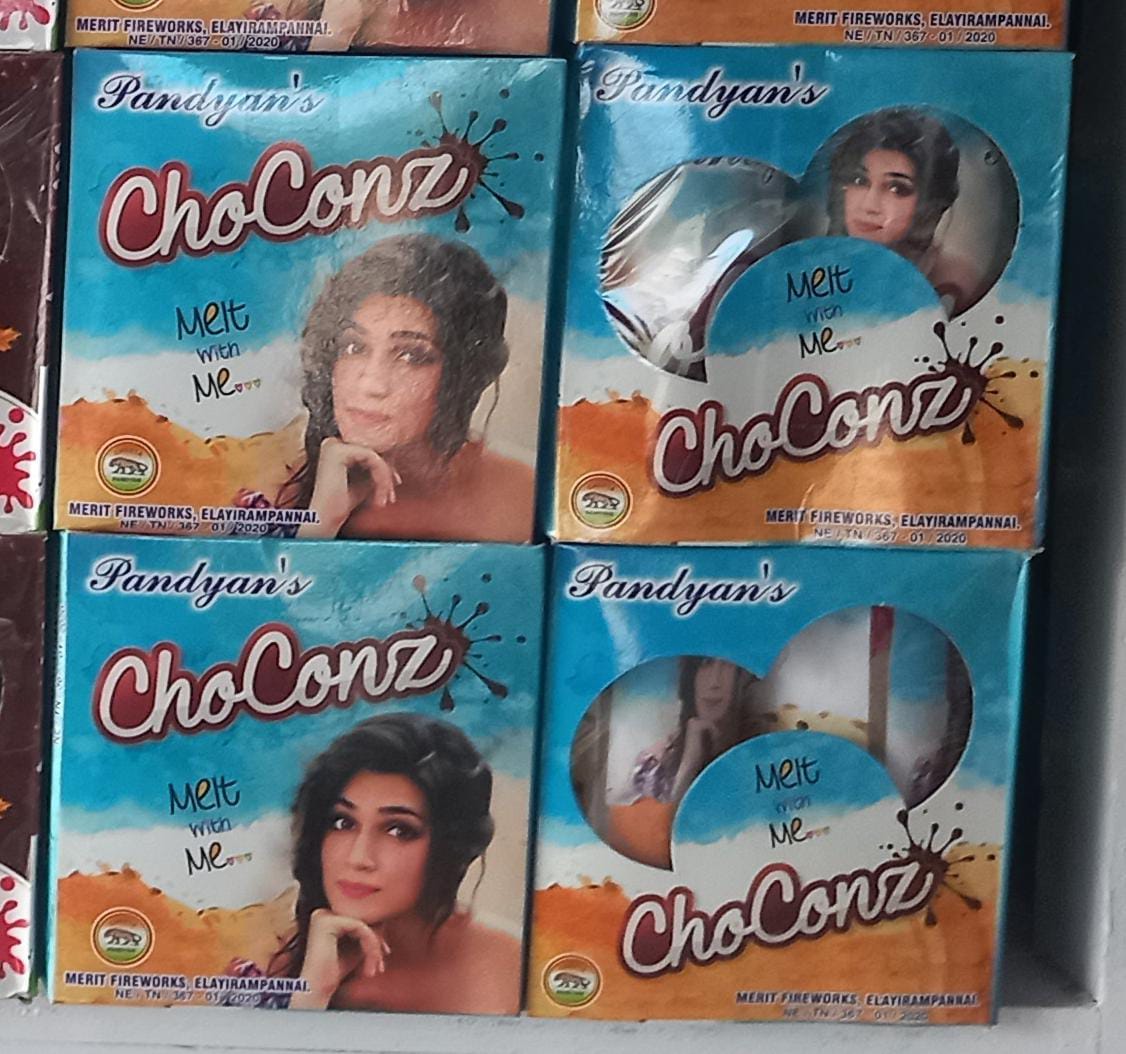 MERIT FIREWORKS, ELAYIRAMPANNAI.
NE / TN / 367 - 01 / 2020
MERIT FIREWORKS, ELAYIRAMPANNAI.
NE / TN / 367 - 01 / 2020
Pandyan's
ChoConz
Melt
with
Me...
MERIT FIREWORKS, ELAYIRAMPANNAI.
NE / TN / 367 - 01 / 2020
Pandyan's
Melt
with
Me...
ChoConz
MERIT FIREWORKS, ELAYIRAMPANNAI.
NE / TN / 367 - 01 / 2020
Pandyan's
ChoConz
Melt
with
Me...
MERIT FIREWORKS, ELAYIRAMPANNAI.
NE / TN / 367 - 01 / 2020
Pandyan's
Melt
with
Me...
ChoConz
MERIT FIREWORKS, ELAYIRAMPANNAI.
NE / TN / 367 - 01 / 2020